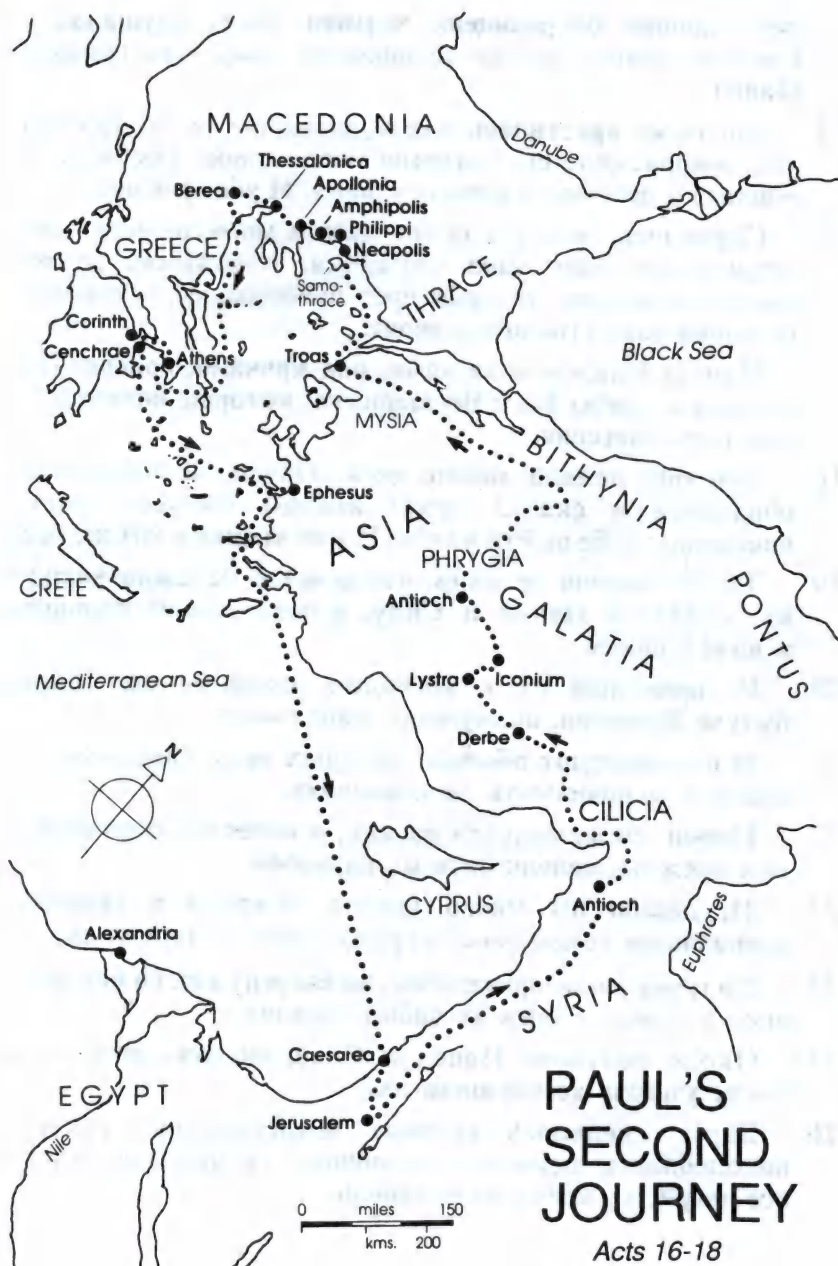 MACEDONIA
Danube
Thessalonica
Apollonia
Berea
Amphipolis
Philippi
GREECE
Neapolis
Samo-
thrace
THRACE
Corinth
Cenchrae
Athens
Troas
Black Sea
MYSIA
BITHYNIA
Ephesus
ASIA
PHRYGIA
PONTUS
CRETE
Antioch
GALATIA
Mediterranean Sea
Lystra
Iconium
Derbe
N
CILICIA
CYPRUS
Antioch
Euphrates
Alexandria
SYRIA
Caesarea
EGYPT
Jerusalem
Nile
PAUL'S
SECOND
JOURNEY
0 miles 150
kms. 200
Acts 16-18